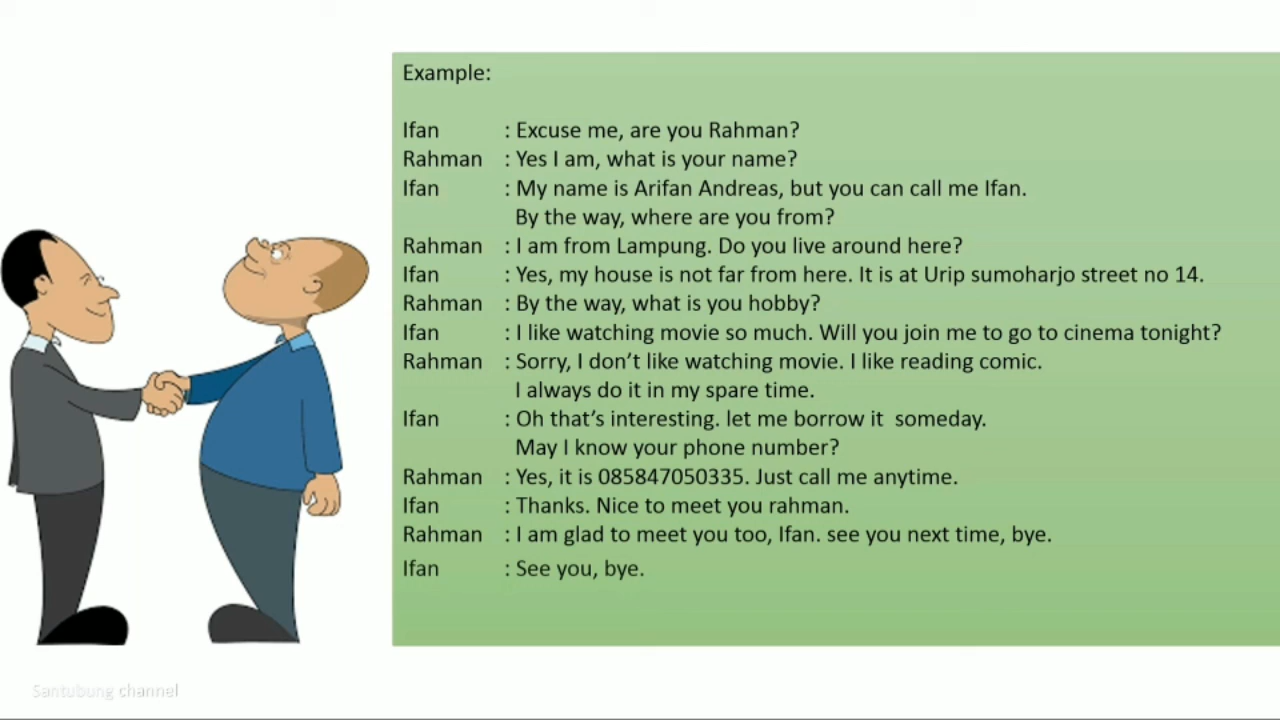 Example:
Ifan : Excuse me, are you Rahman?
Rahman : Yes I am, what is your name?
Ifan : My name is Arifan Andreas, but you can call me Ifan.
By the way, where are you from?
Rahman : I am from Lampung. Do you live around here?
Ifan : Yes, my house is not far from here. It is at Urip sumoharjo street no 14.
Rahman : By the way, what is you hobby?
Ifan : I like watching movie so much. Will you join me to go to cinema tonight?
Rahman : Sorry, I don’t like watching movie. I like reading comic.
I always do it in my spare time.
Ifan : Oh that’s interesting. let me borrow it  someday.
May I know your phone number?
Rahman : Yes, it is 085847050335. Just call me anytime.
Ifan : Thanks. Nice to meet you rahman.
Rahman : I am glad to meet you too, Ifan. see you next time, bye.
Ifan : See you, bye.
Santubung channel